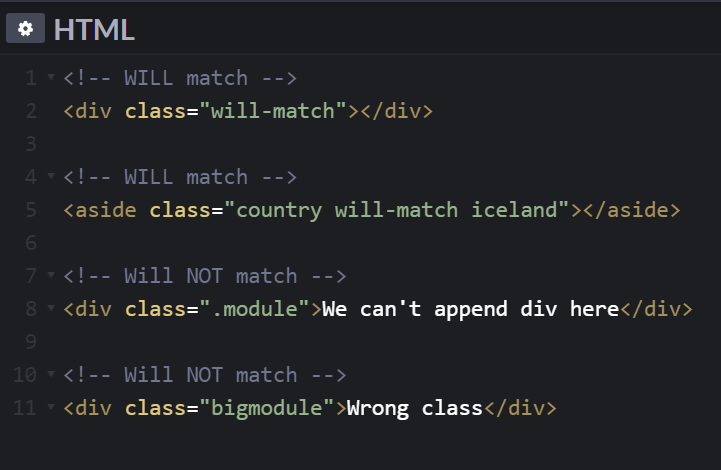 HTML
1 <!-- WILL match -->
2 <div class="will-match"></div>
3
4 <!-- WILL match -->
5 <aside class="country will-match iceland"></aside>
6
7 <!-- Will NOT match -->
8 <div class=".module">We can't append div here</div>
9
10 <!-- Will NOT match -->
11 <div class="bigmodule">Wrong class</div>